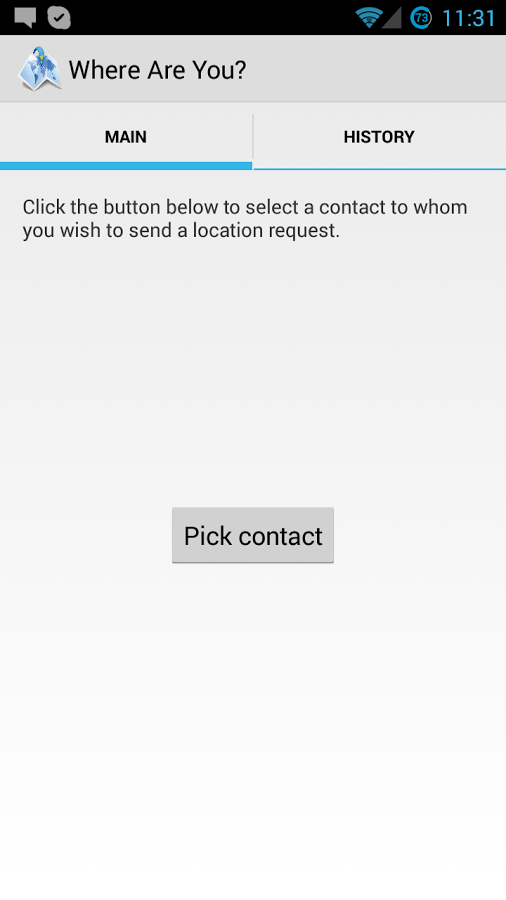 73 11:31
Where Are You?
MAIN HISTORY
Click the button below to select a contact to whom
you wish to send a location request.
Pick contact